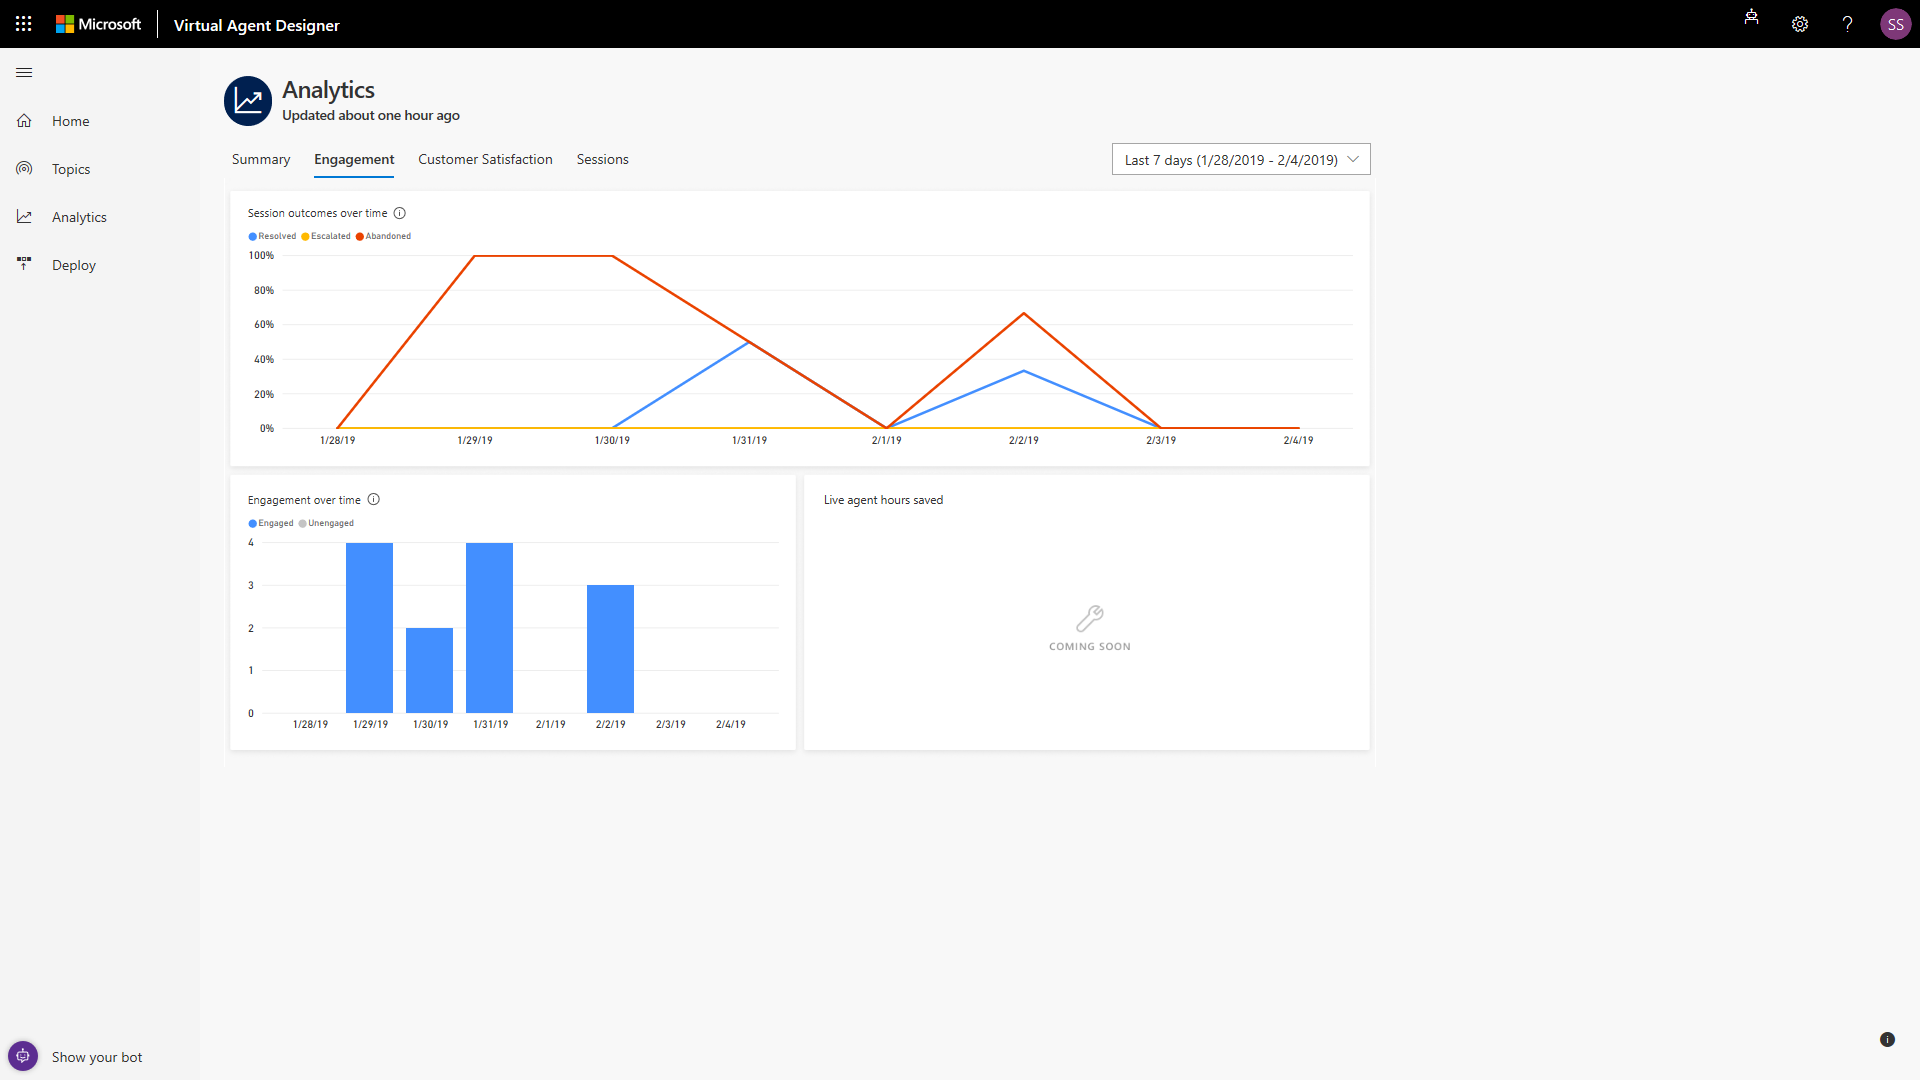 Microsoft
Virtual Agent Designer
SS
Home
Topics
Analytics
Deploy
Show your bot
Analytics
Updated about one hour ago
Summary
Engagement
Customer Satisfaction
Sessions
Last 7 days (1/28/2019 - 2/4/2019)
Session outcomes over time
Resolved Escalated Abandoned
100%
80%
60%
40%
20%
0%
1/28/19 1/29/19 1/30/19 1/31/19 2/1/19 2/2/19 2/3/19 2/4/19
Engagement over time
Engaged Unengaged
4
3
2
1
0
1/28/19 1/29/19 1/30/19 1/31/19 2/1/19 2/2/19 2/3/19 2/4/19
Live agent hours saved
COMING SOON